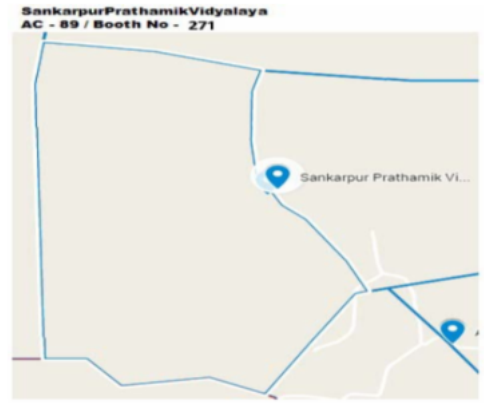 SankarpurPrathamikVidyalaya
AC - 89 / Booth No - 271
Sankarpur Prathamik Vi...